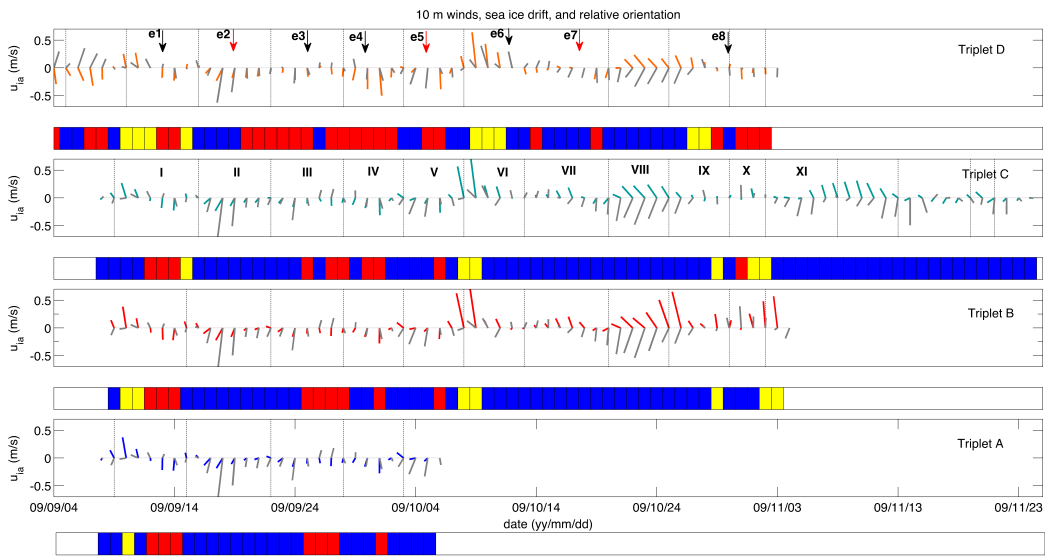 10 m winds, sea ice drift, and relative orientation
e1 e2 e3 e4 e5 e6 e7 e8
Triplet D
u_ia (m/s)
0.5
0
-0.5
I II III IV V VI VII VIII IX X XI
Triplet C
u_ia (m/s)
0.5
0
-0.5
Triplet B
u_ia (m/s)
0.5
0
-0.5
Triplet A
u_ia (m/s)
0.5
0
-0.5
09/09/04 09/09/14 09/09/24 09/10/04 09/10/14 09/10/24 09/11/03 09/11/13 09/11/23
date (yy/mm/dd)